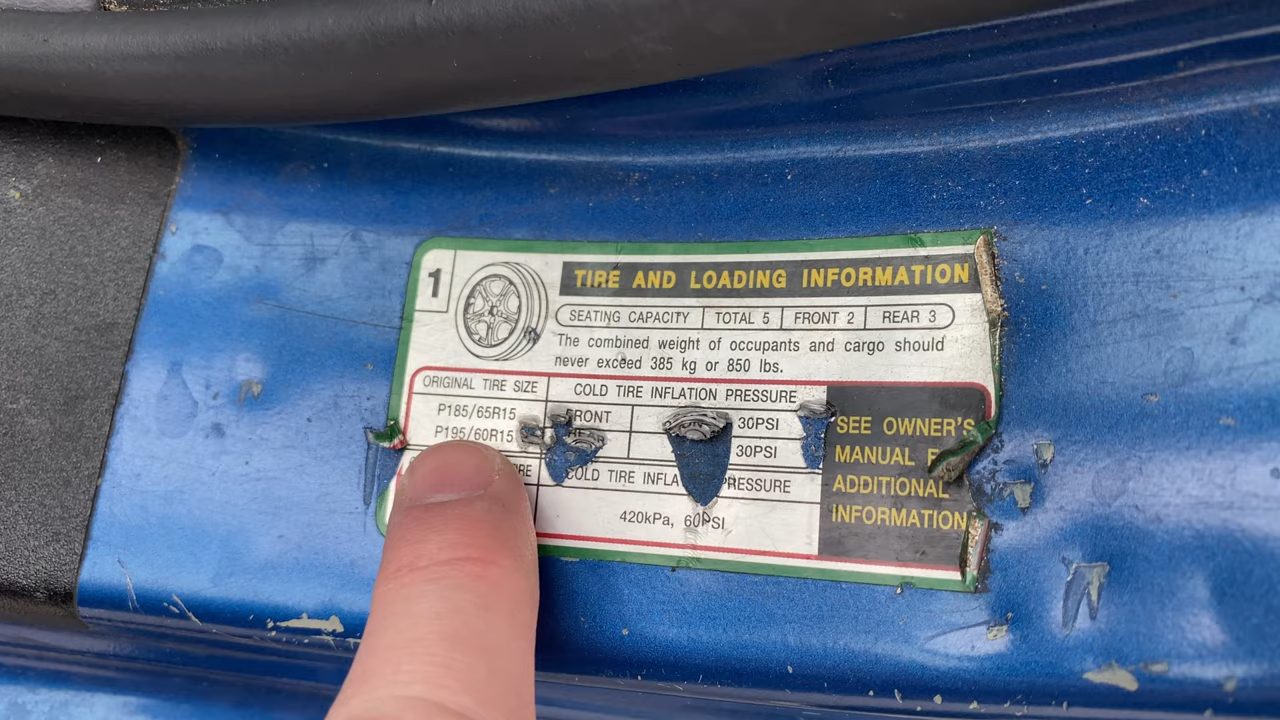 1
TIRE AND LOADING INFORMATION
SEATING CAPACITY TOTAL 5 FRONT 2 REAR 3
The combined weight of occupants and cargo should
never exceed 385 kg or 850 lbs.
ORIGINAL TIRE SIZE COLD TIRE INFLATION PRESSURE
P185/65R15 FRONT 30PSI
P195/60R15 30PSI
COLD TIRE PRESSURE
420kPa, 60PSI
SEE OWNER'S
MANUAL
ADDITIONAL
INFORMATION